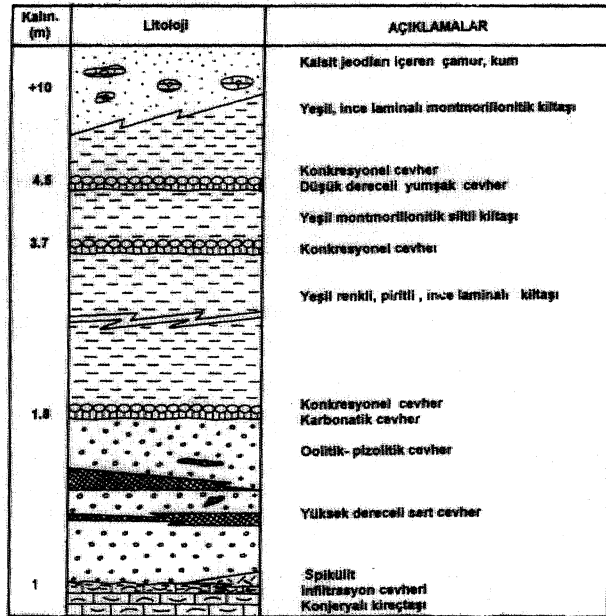 Kalın. (m)
Litoloji
AÇIKLAMALAR
Kalsit jeodları içeren çamur, kum
+10
Yeşil, ince laminalı montmorillonitik kiltaşı
Konkresyonel cevher
4.5
Düşük dereceli yumşak cevher
Yeşil montmorillonitik siltli kiltaşı
3.7
Konkresyonel cevher
Yeşil renkli, piritli , ince laminalı kiltaşı
Konkresyonel cevher
1.8
Karbonatik cevher
Oolitik- pizolitik cevher
Yüksek dereceli sert cevher
Spikülit
1
İnfiltrasyon cevheri
Konjeryalı kireçtaşı